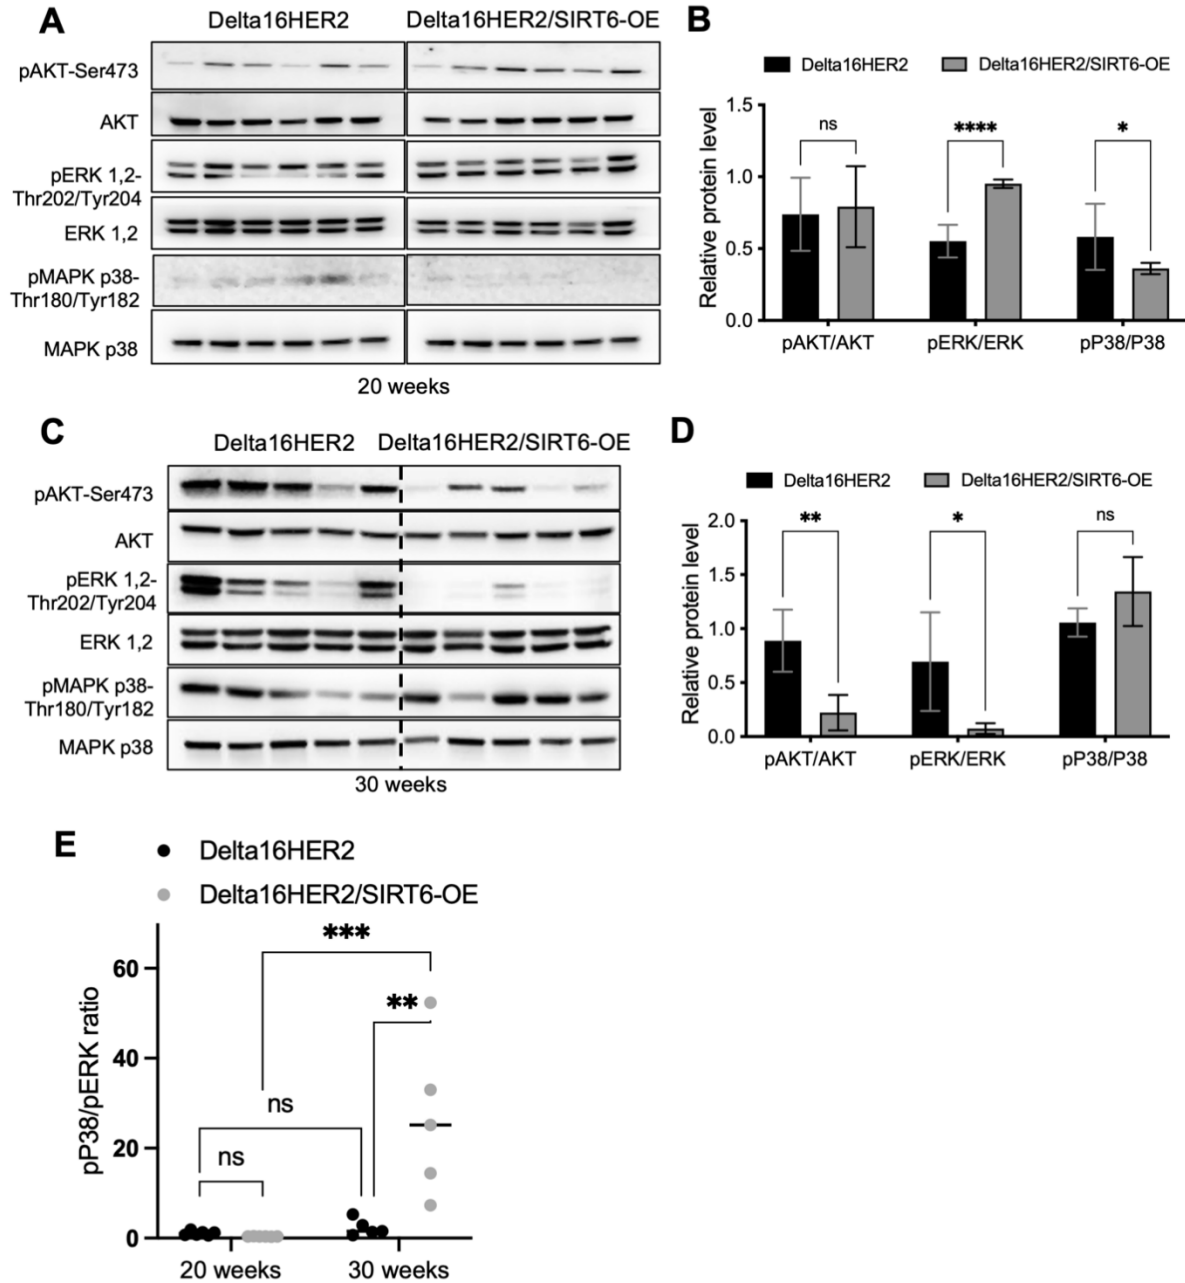 A
Delta16HER2
Delta16HER2/SIRT6-OE
pAKT-Ser473
AKT
pERK 1,2-
Thr202/Tyr204
ERK 1,2
pMAPK p38-
Thr180/Tyr182
MAPK p38
20 weeks
B
Delta16HER2
Delta16HER2/SIRT6-OE
Relative protein level
1.5
1.0
0.5
0.0
ns
****
*
pAKT/AKT
pERK/ERK
pP38/P38
C
Delta16HER2
Delta16HER2/SIRT6-OE
pAKT-Ser473
AKT
pERK 1,2-
Thr202/Tyr204
ERK 1,2
pMAPK p38-
Thr180/Tyr182
MAPK p38
30 weeks
D
Delta16HER2
Delta16HER2/SIRT6-OE
Relative protein level
2.0
1.5
1.0
0.5
0.0
**
*
ns
pAKT/AKT
pERK/ERK
pP38/P38
E
Delta16HER2
Delta16HER2/SIRT6-OE
pP38/pERK ratio
60
40
20
0
***
**
ns
ns
20 weeks
30 weeks